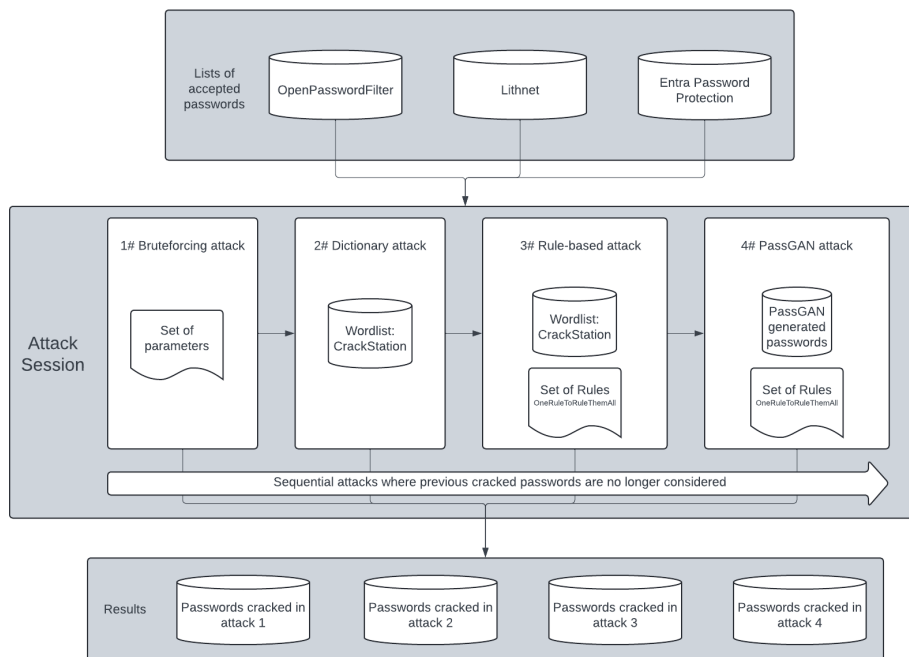 Lists of
accepted
passwords
OpenPasswordFilter
Lithnet
Entra Password
Protection
Attack
Session
1# Bruteforcing attack
Set of
parameters
2# Dictionary attack
Wordlist:
CrackStation
3# Rule-based attack
Wordlist:
CrackStation
Set of Rules
OneRuleToRuleThemAll
4# PassGAN attack
PassGAN
generated
passwords
Set of Rules
OneRuleToRuleThemAll
Sequential attacks where previous cracked passwords are no longer considered
Results
Passwords cracked in
attack 1
Passwords cracked in
attack 2
Passwords cracked in
attack 3
Passwords cracked in
attack 4